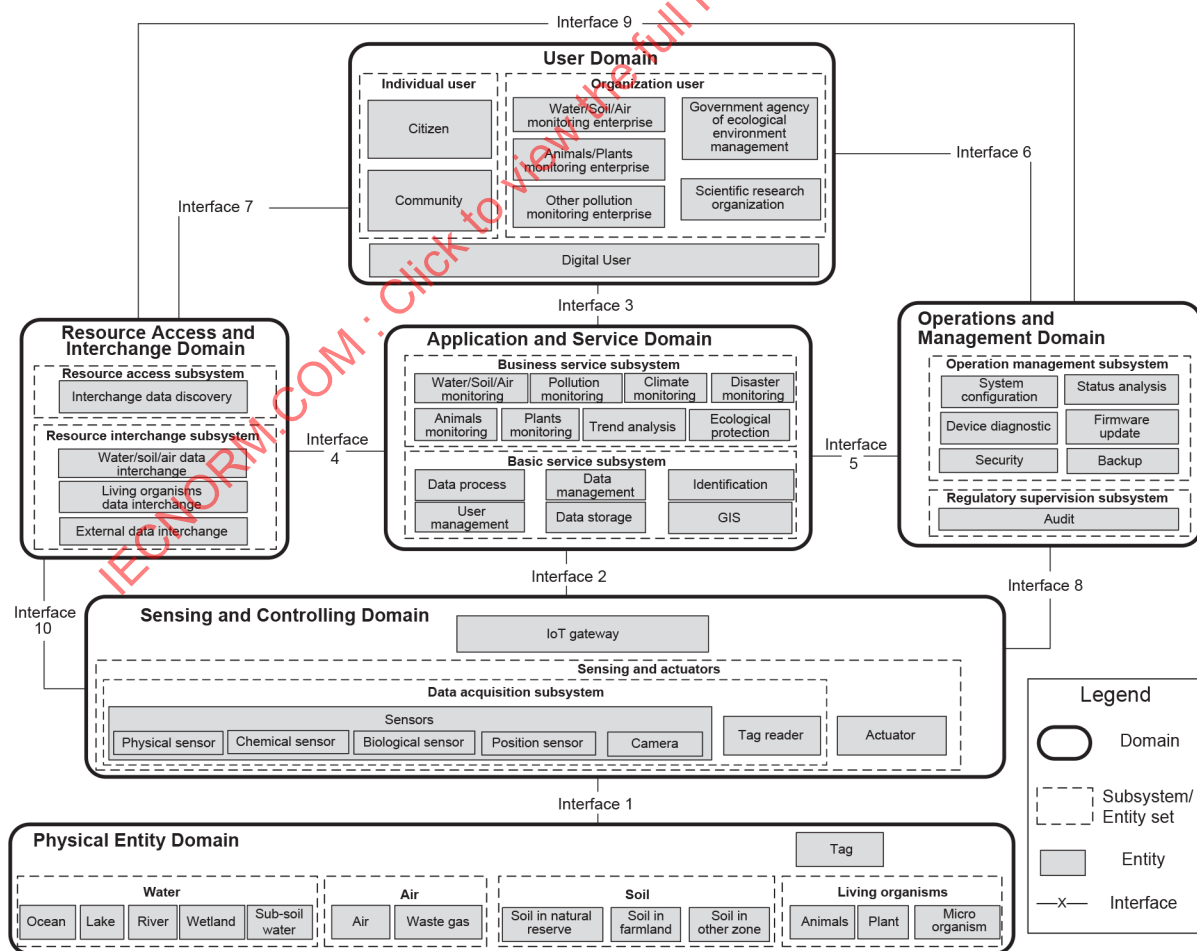 Interface 9
User Domain
Individual user
Citizen
Community
Organization user
Water/Soil/Air
monitoring enterprise
Animals/Plants
monitoring enterprise
Other pollution
monitoring enterprise
Government agency
of ecological
environment
management
Scientific research
organization
Digital User
Interface 7
Interface 6
Interface 3
Resource Access and
Interchange Domain
Resource access subsystem
Interchange data discovery
Resource interchange subsystem
Water/soil/air data
interchange
Living organisms
data interchange
External data interchange
Interface
4
Application and Service Domain
Business service subsystem
Water/Soil/Air
monitoring
Pollution
monitoring
Climate
monitoring
Disaster
monitoring
Animals
monitoring
Plants
monitoring
Trend analysis
Ecological
protection
Basic service subsystem
Data process
Data
management
Identification
User
management
Data storage
GIS
Interface
5
Operations and
Management Domain
Operation management subsystem
System
configuration
Status analysis
Device diagnostic
Firmware
update
Security
Backup
Regulatory supervision subsystem
Audit
Interface 2
Interface 8
Interface
10
Sensing and Controlling Domain
IoT gateway
Sensing and actuators
Data acquisition subsystem
Sensors
Physical sensor
Chemical sensor
Biological sensor
Position sensor
Camera
Tag reader
Actuator
Interface 1
Physical Entity Domain
Tag
Water
Ocean
Lake
River
Wetland
Sub-soil
water
Air
Air
Waste gas
Soil
Soil in natural
reserve
Soil in
farmland
Soil in
other zone
Living organisms
Animals
Plant
Micro
organism
Legend
Domain
Subsystem/
Entity set
Entity
X
Interface
IECNORM.COM : Click to view the full